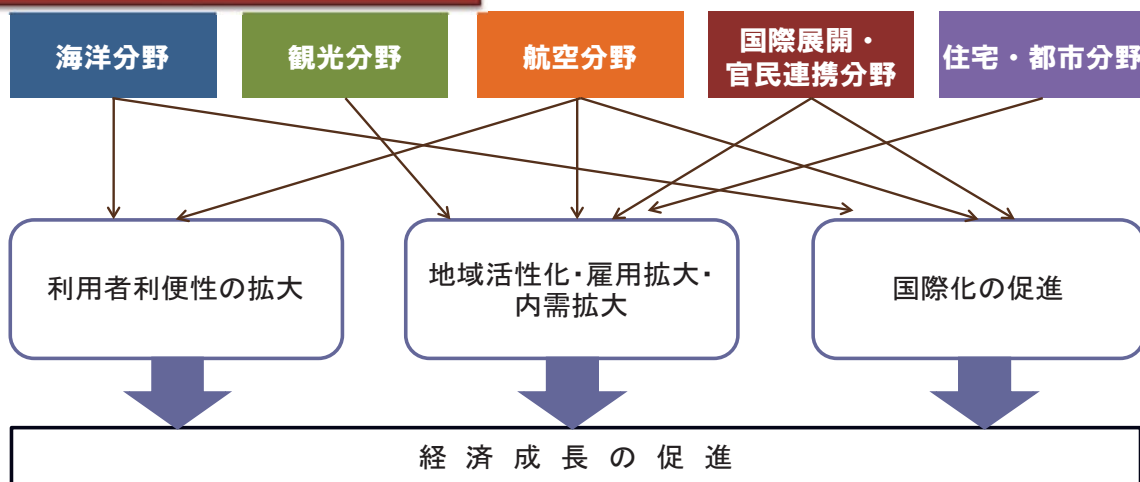 海洋分野
観光分野
航空分野
国際展開・
官民連携分野
住宅・都市分野
利用者利便性の拡大
地域活性化・雇用拡大・
内需拡大
国際化の促進
経済成長の促進